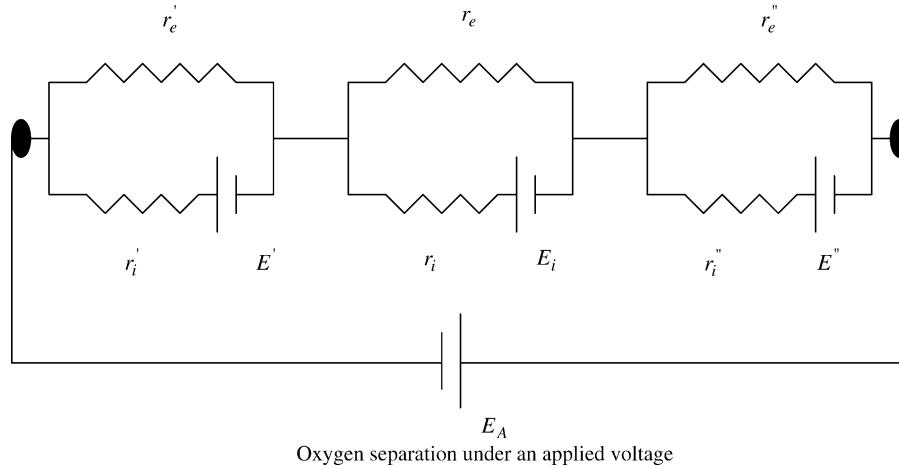 r_e' r_e r_e"
r_i' E' r_i E_i r_i" E"
E_A
Oxygen separation under an applied voltage